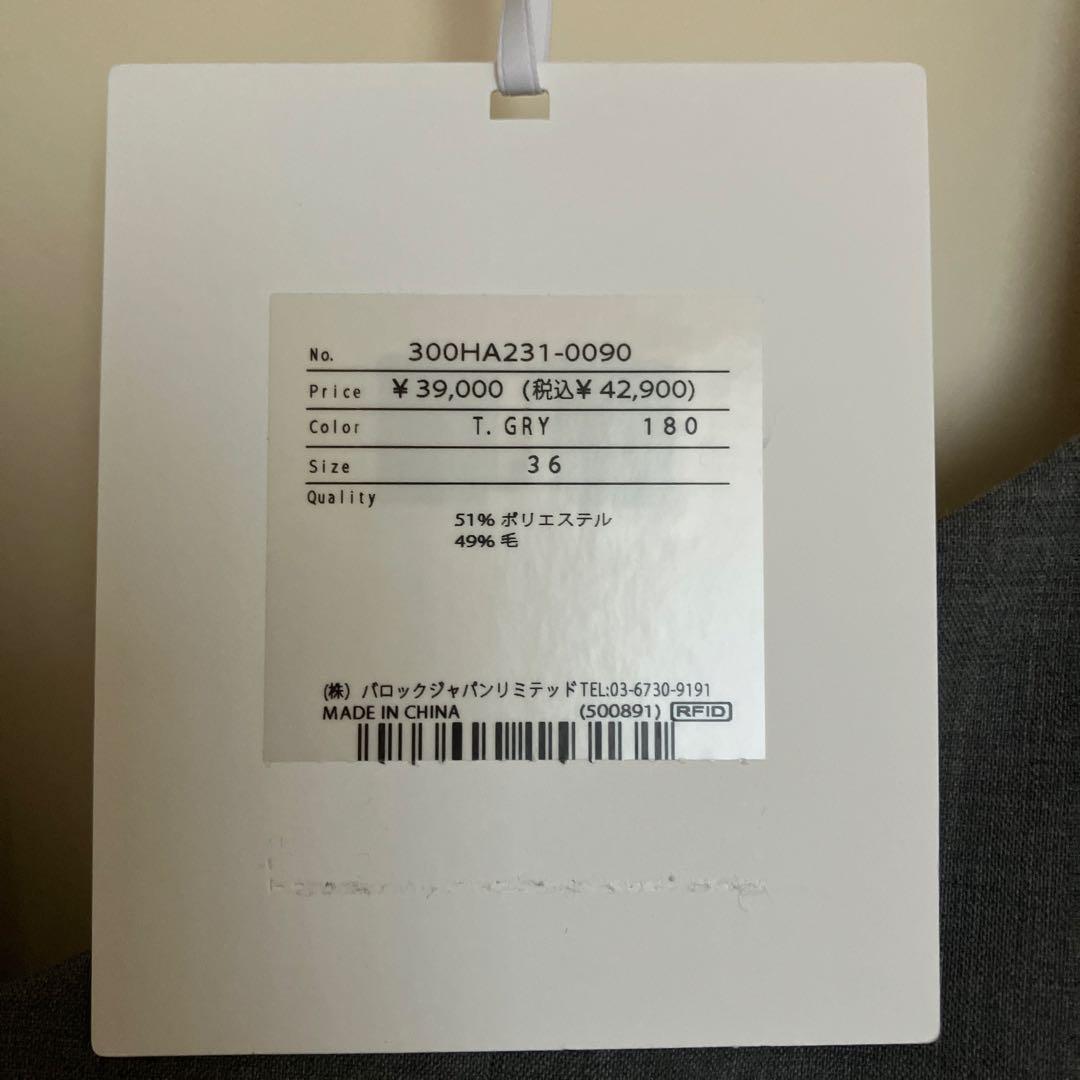 No. 300HA231-0090
Price ¥ 39,000 (税込¥ 42,900)
Color T. GRY 180
Size 36
Quality
51% ポリエステル
49% 毛
(株) バロックジャパンリミテッド TEL:03-6730-9191
MADE IN CHINA (500891) RFID